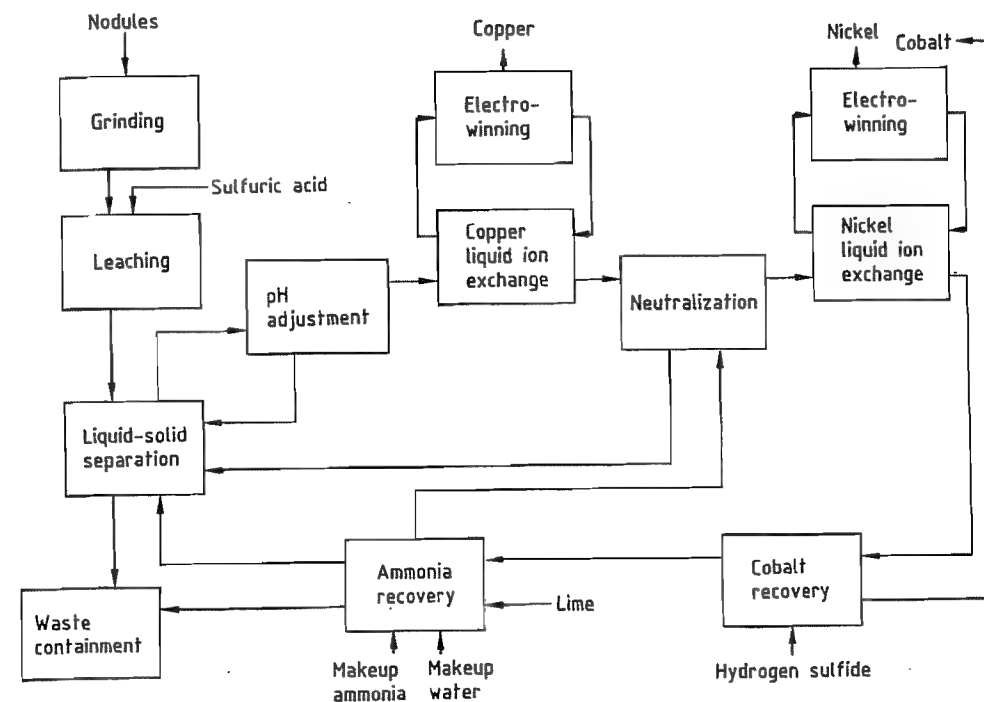 Nodules
Grinding
Sulfuric acid
Leaching
pH
adjustment
Liquid-solid
separation
Waste
containment
Copper
Electro-
winning
Copper
liquid ion
exchange
Neutralization
Nickel
Cobalt
Electro-
winning
Nickel
liquid ion
exchange
Ammonia
recovery
Lime
Makeup
ammonia
Makeup
water
Cobalt
recovery
Hydrogen sulfide